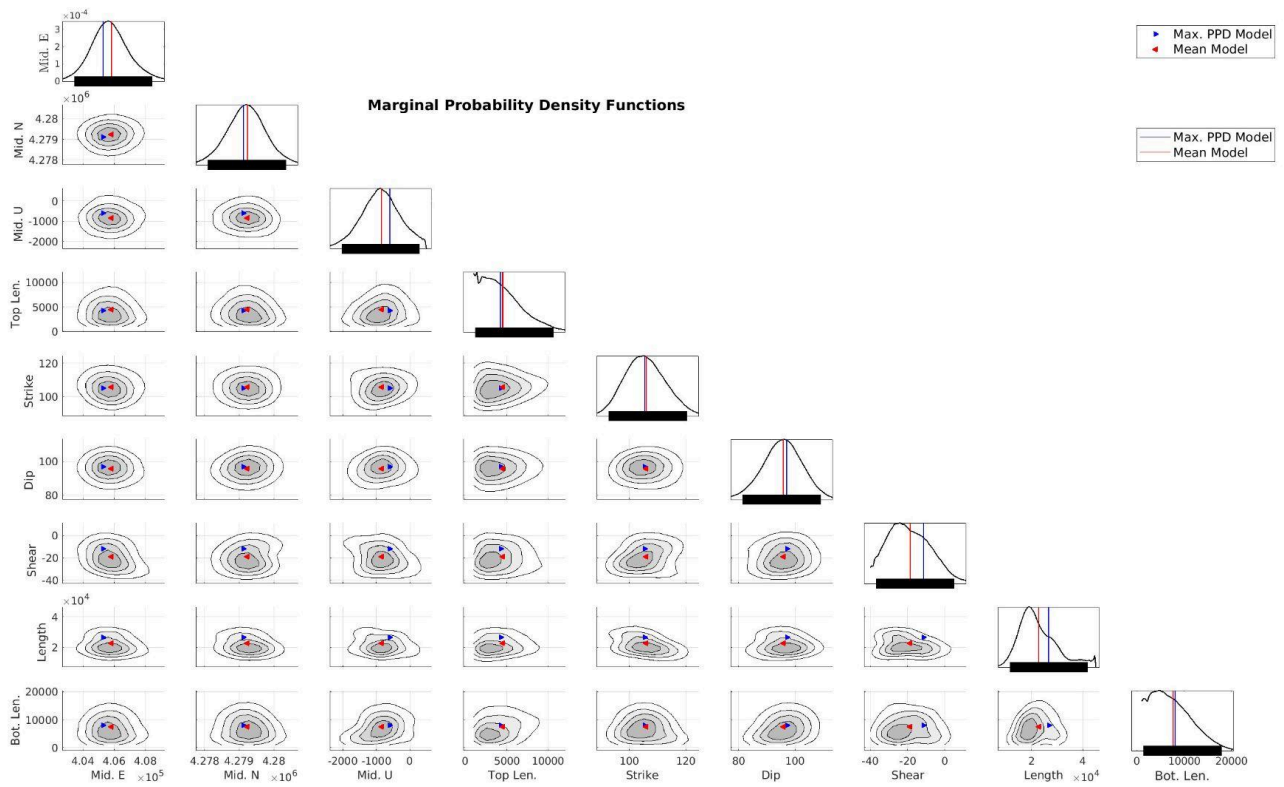 Max. PPD Model
Mean Model
Marginal Probability Density Functions
Max. PPD Model
Mean Model
×10⁻⁴
3
2
1
0
Mid. E
×10⁶
4.28
4.279
4.278
Mid. N
0
-1000
-2000
Mid. U
10000
5000
0
Top Len.
120
100
Strike
100
80
Dip
0
-20
-40
Shear
×10⁴
4
2
Length
20000
10000
0
Bot. Len.
4.04 4.06 4.08
Mid. E ×10⁵
4.278 4.279 4.28
Mid. N ×10⁶
-2000 -1000 0
Mid. U
0 5000 10000
Top Len.
100 120
Strike
80 100
Dip
-40 -20 0
Shear
2 4
Length ×10⁴
0 10000 20000
Bot. Len.